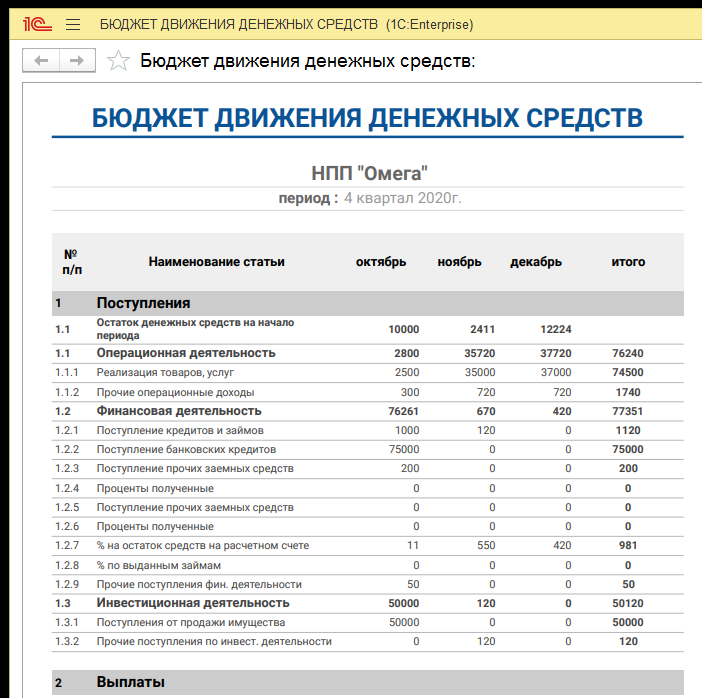 1С БЮДЖЕТ ДВИЖЕНИЯ ДЕНЕЖНЫХ СРЕДСТВ (1C:Enterprise)
Бюджет движения денежных средств:
БЮДЖЕТ ДВИЖЕНИЯ ДЕНЕЖНЫХ СРЕДСТВ
НПП "Омега"
период : 4 квартал 2020г.
№ п/п Наименование статьи октябрь ноябрь декабрь итого
1 Поступления
1.1 Остаток денежных средств на начало периода 10000 2411 12224
1.1 Операционная деятельность 2800 35720 37720 76240
1.1.1 Реализация товаров, услуг 2500 35000 37000 74500
1.1.2 Прочие операционные доходы 300 720 720 1740
1.2 Финансовая деятельность 76261 670 420 77351
1.2.1 Поступление кредитов и займов 1000 120 0 1120
1.2.2 Поступление банковских кредитов 75000 0 0 75000
1.2.3 Поступление прочих заемных средств 200 0 0 200
1.2.4 Проценты полученные 0 0 0 0
1.2.5 Поступление прочих заемных средств 0 0 0 0
1.2.6 Проценты полученные 0 0 0 0
1.2.7 % на остаток средств на расчетном счете 11 550 420 981
1.2.8 % по выданным займам 0 0 0 0
1.2.9 Прочие поступления фин. деятельности 50 0 0 50
1.3 Инвестиционная деятельность 50000 120 0 50120
1.3.1 Поступления от продажи имущества 50000 0 0 50000
1.3.2 Прочие поступления по инвест. деятельности 0 120 0 120
2 Выплаты